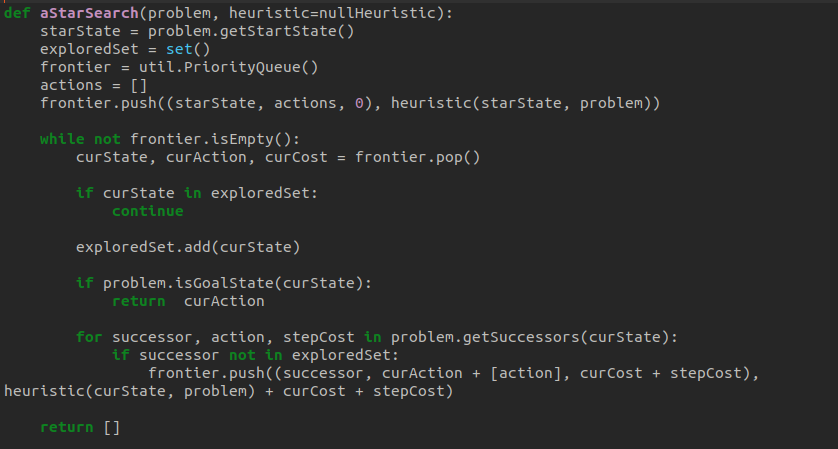 def aStarSearch(problem, heuristic=nullHeuristic):
    starState = problem.getStartState()
    exploredSet = set()
    frontier = util.PriorityQueue()
    actions = []
    frontier.push((starState, actions, 0), heuristic(starState, problem))

    while not frontier.isEmpty():
        curState, curAction, curCost = frontier.pop()

        if curState in exploredSet:
            continue

        exploredSet.add(curState)

        if problem.isGoalState(curState):
            return  curAction

        for successor, action, stepCost in problem.getSuccessors(curState):
            if successor not in exploredSet:
                frontier.push((successor, curAction + [action], curCost + stepCost),
heuristic(curState, problem) + curCost + stepCost)

    return []